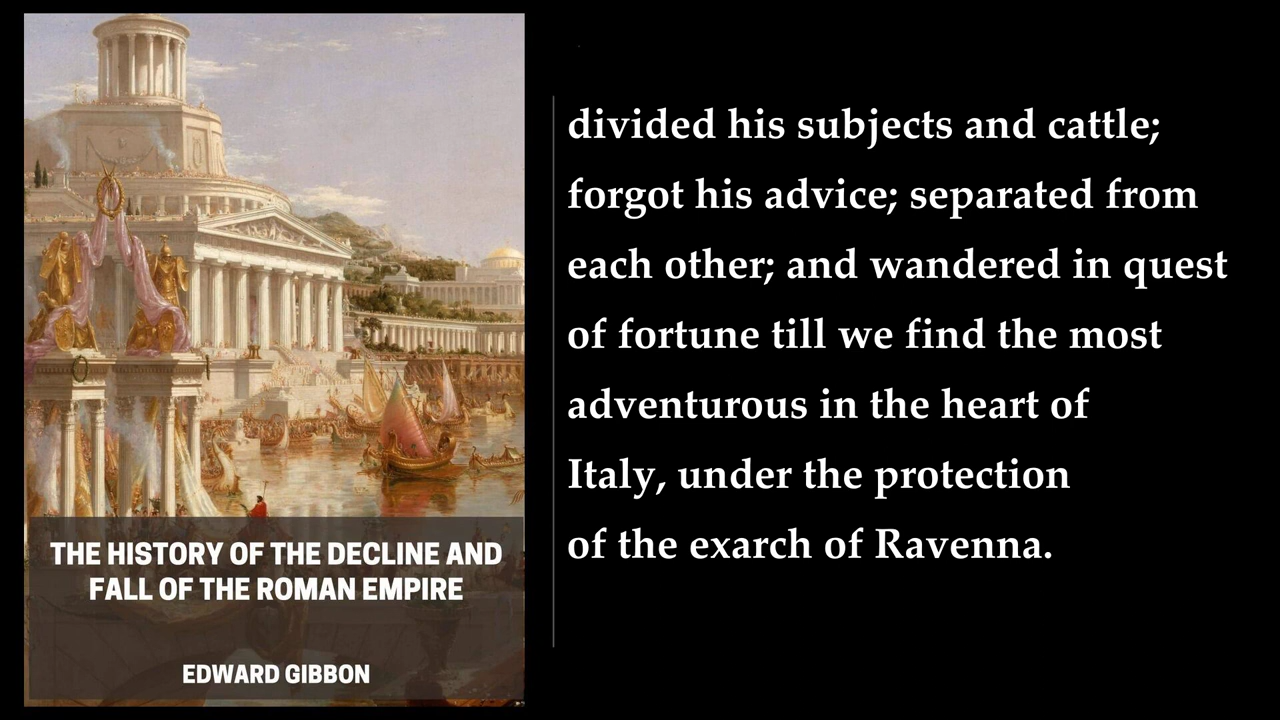 THE HISTORY OF THE DECLINE AND
FALL OF THE ROMAN EMPIRE
EDWARD GIBBON
divided his subjects and cattle;
forgot his advice; separated from
each other; and wandered in quest
of fortune till we find the most
adventurous in the heart of
Italy, under the protection
of the exarch of Ravenna.